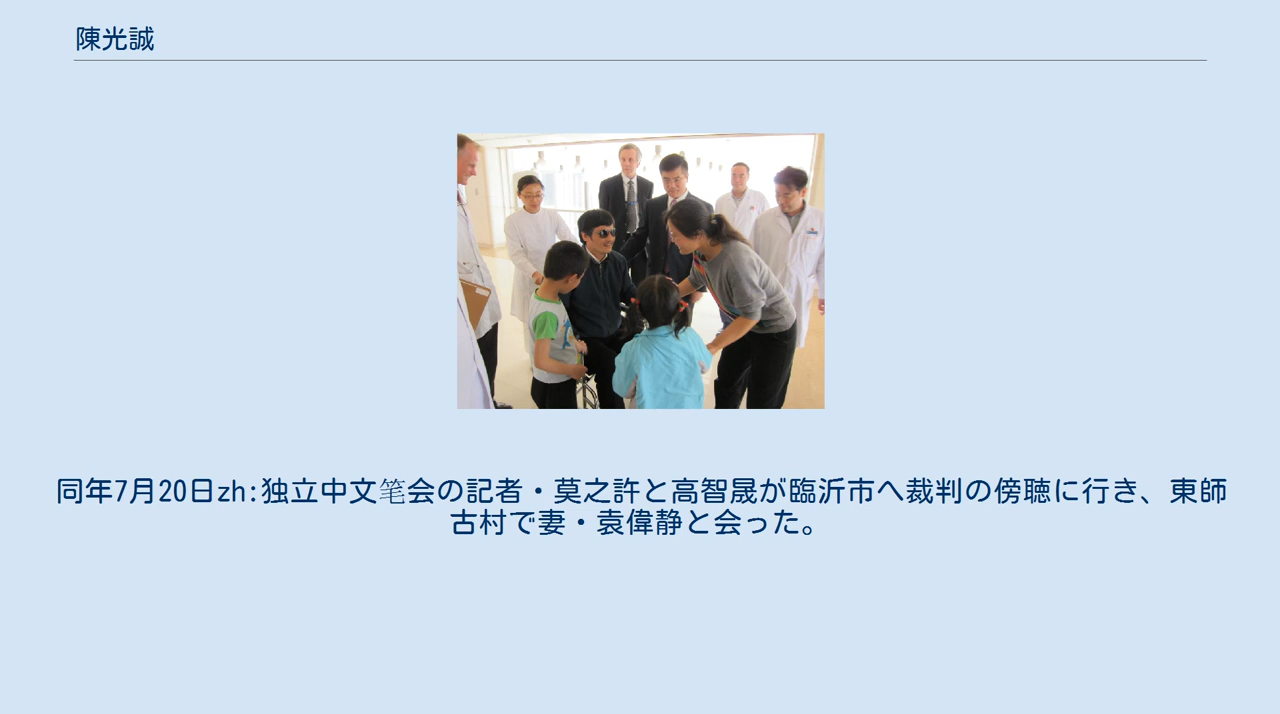 陳光誠
同年7月20日zh:独立中文笔会の記者・莫之許と高智晟が臨沂市へ裁判の傍聴に行き、東師
古村で妻・袁偉静と会った。